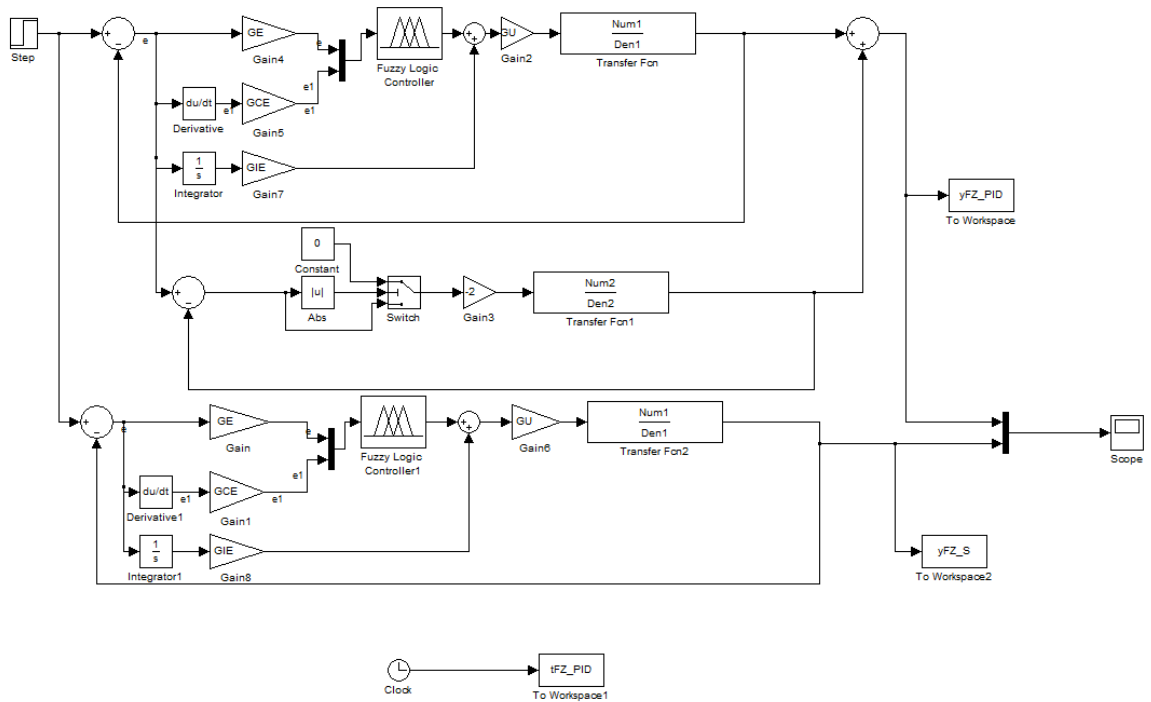 Step
+
−
e
GE
Gain4
e
e1
Fuzzy Logic
Controller
+
+
GU
Gain2
Num1
Den1
Transfer Fcn
+
+
du/dt
Derivative
e1
GCE
Gain5
e1
1
s
Integrator
GIE
Gain7
yFZ_PID
To Workspace
0
Constant
+
−
|u|
Abs
Switch
-2
Gain3
Num2
Den2
Transfer Fcn1
+
−
e
GE
Gain
e
e1
Fuzzy Logic
Controller1
+
+
GU
Gain6
Num1
Den1
Transfer Fcn2
Scope
du/dt
Derivative1
e1
GCE
Gain1
e1
1
s
Integrator1
GIE
Gain8
yFZ_S
To Workspace2
Clock
tFZ_PID
To Workspace1